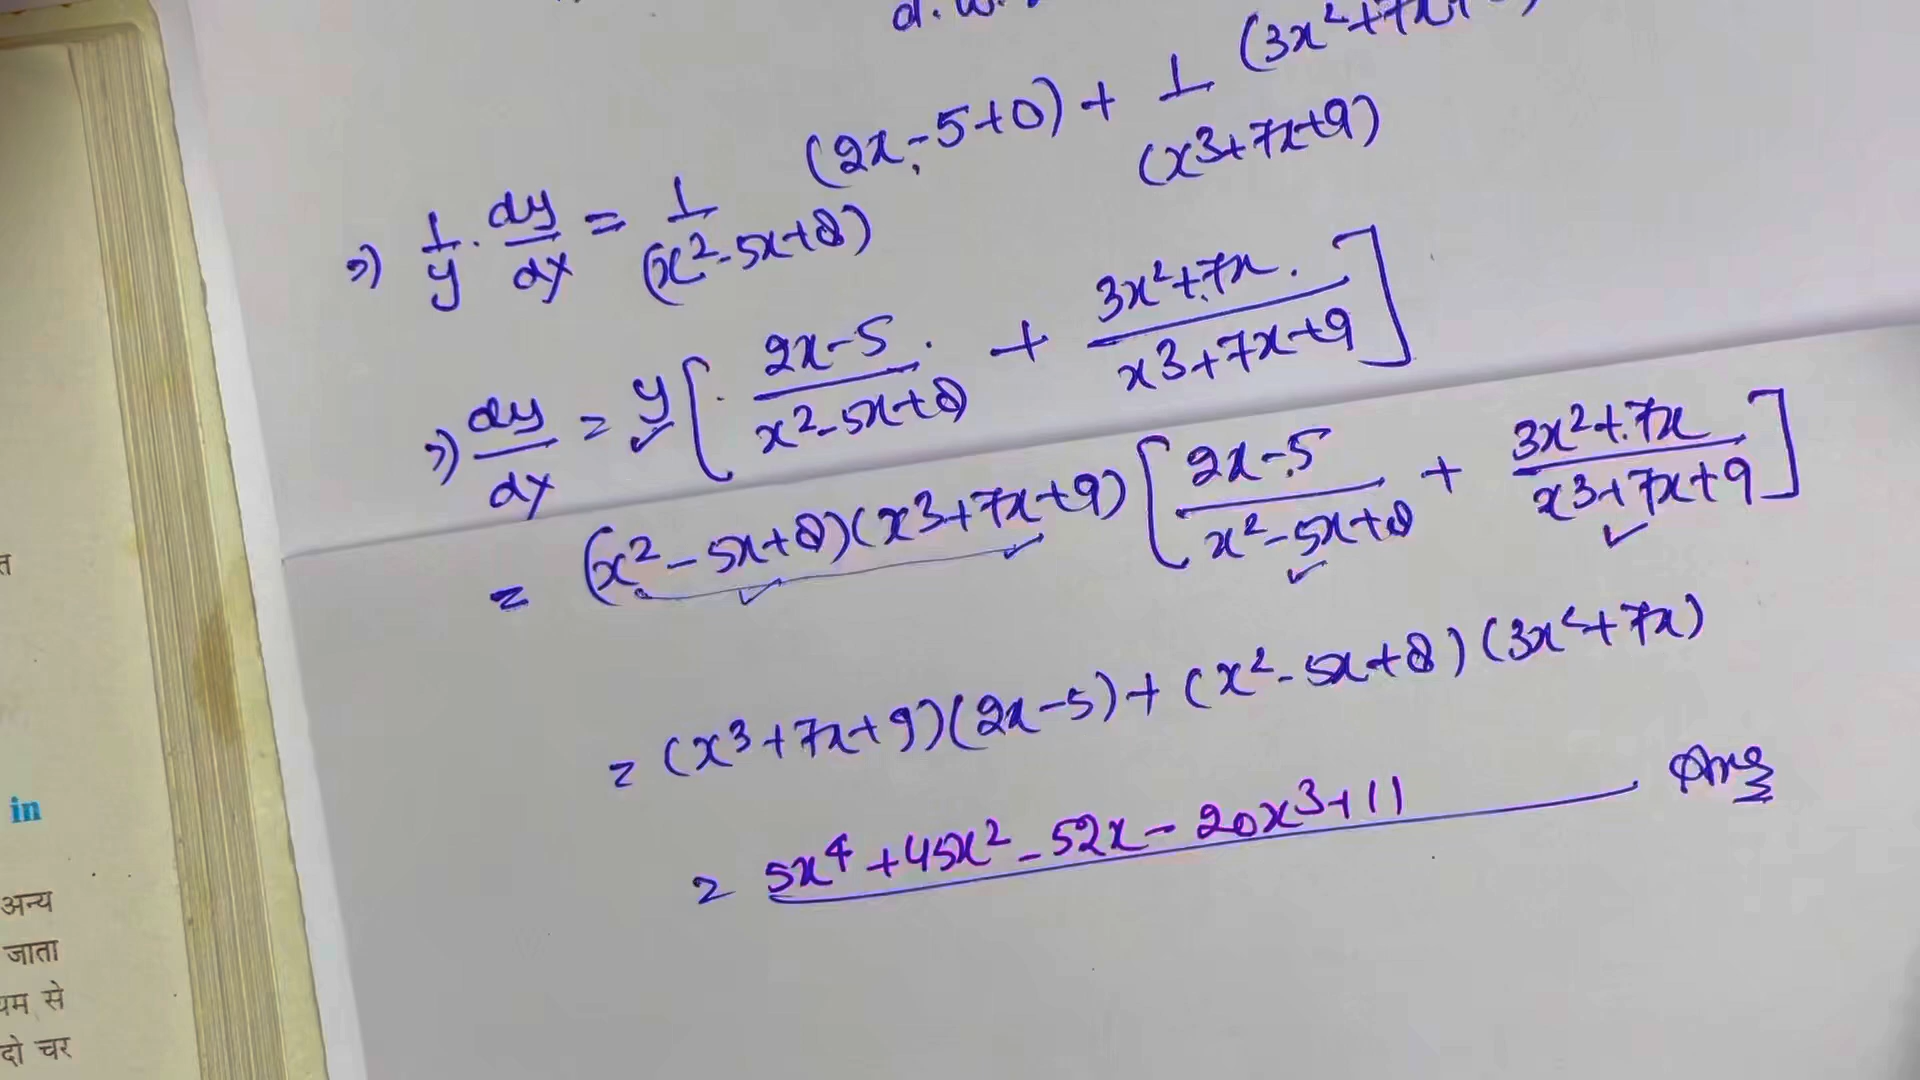 (2x-5+0) + 1 (3x²+7x+
(x3+7x+9)
⇒) 1/y . dy/dx = 1/(x²-5x+8)
⇒) dy/dx = y [ 2x-5/x²-5x+8 + 3x²+7x/x3+7x+9 ]
= (x²-5x+8)(x3+7x+9) [ 2x-5/x²-5x+8 + 3x²+7x/x3+7x+9 ]
= (x³+7x+9)(2x-5)+(x²-5x+8)(3x²+7x)
= 5x⁴+45x²-52x-20x³+11 Ans
in
अन्य
जाता
से
दो चर